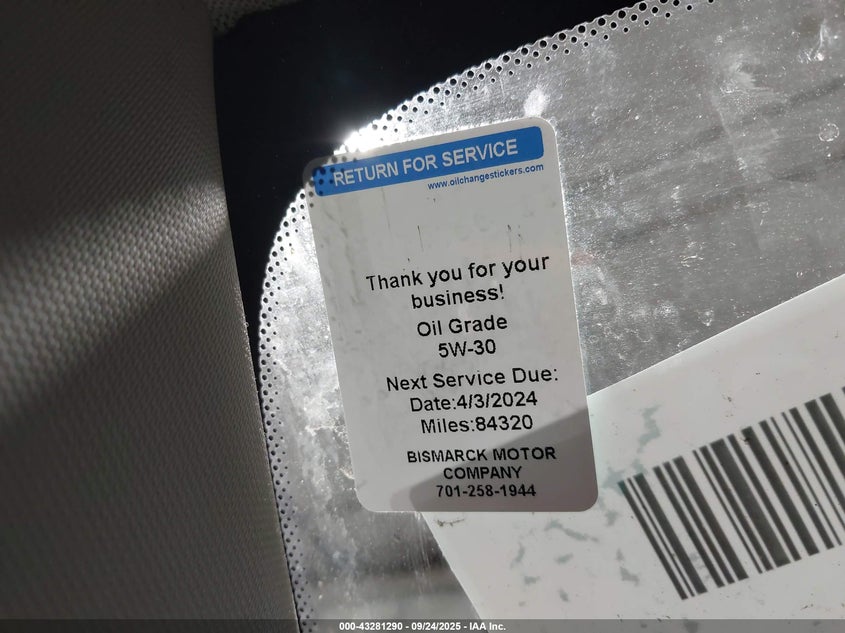 RETURN FOR SERVICE
www.oilchangestickers.com
Thank you for your
business!
Oil Grade
5W-30
Next Service Due:
Date:4/3/2024
Miles:84320
BISMARCK MOTOR
COMPANY
701-258-1944
000-43281290 - 09/24/2025 - IAA Inc.